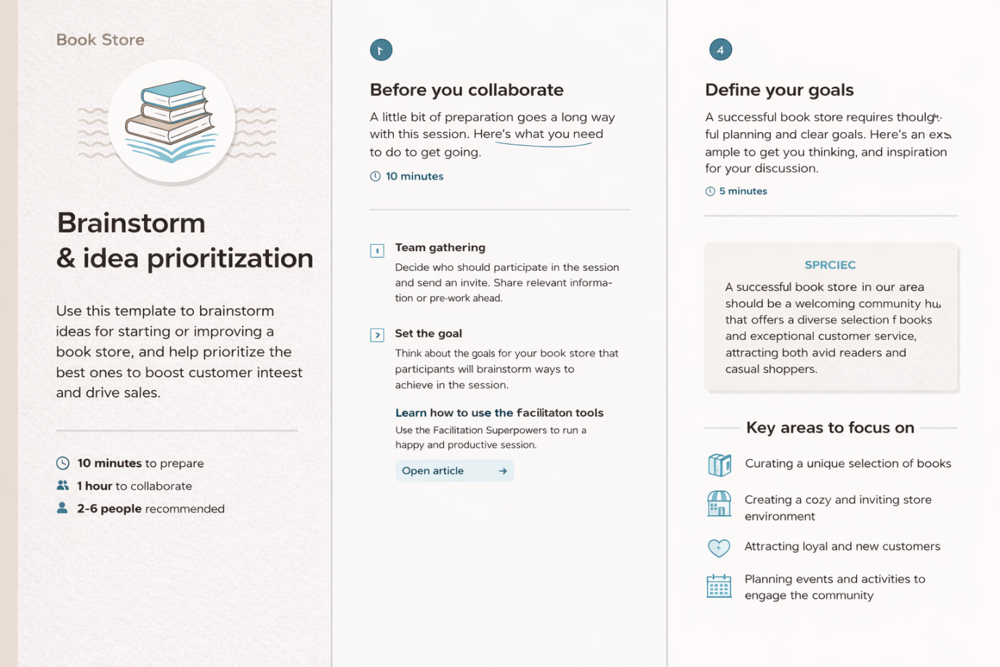 Book Store
Brainstorm
& idea prioritization
Use this template to brainstorm
ideas for starting or improving a
book store, and help prioritize the
best ones to boost customer inteest
and drive sales.
10 minutes to prepare
1 hour to collaborate
2-6 people recommended
Before you collaborate
A little bit of preparation goes a long way
with this session. Here's what you need
to do to get going.
10 minutes
Team gathering
Decide who should participate in the session
and send an invite. Share relevant informa-
tion or pre-work ahead.
Set the goal
Think about the goals for your book store that
participants will brainstorm ways to
achieve in the session.
Learn how to use the facilitaton tools
Use the Facilitation Superpowers to run a
happy and productive session.
Open article →
4
Define your goals
A successful book store requires
ful planning and clear goals. Here's an
ample to get you thinking, and inspiration
for your discussion.
5 minutes
SPRCIEC
A successful book store in our area
should be a welcoming community
that offers a diverse selection f books
and exceptional customer service,
attracting both avid readers and
casual shoppers.
Key areas to focus on
Curating a unique selection of books
Creating a cozy and inviting store
environment
Attracting loyal and new customers
Planning events and activities to
engage the community